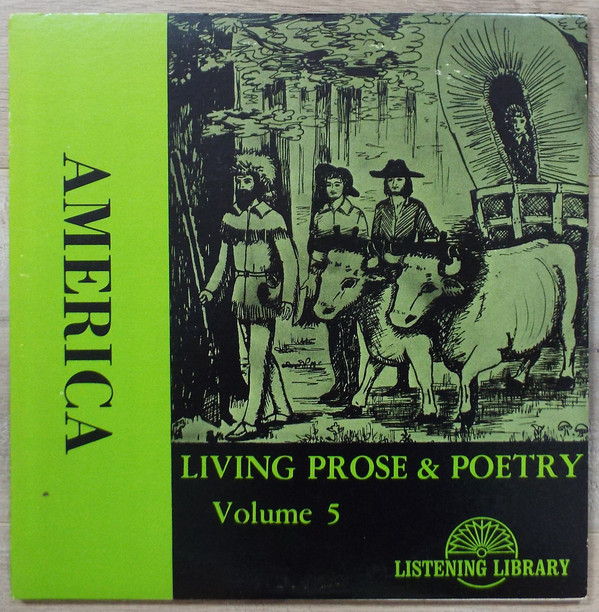 AMERICA
LIVING PROSE & POETRY
Volume 5
LISTENING LIBRARY